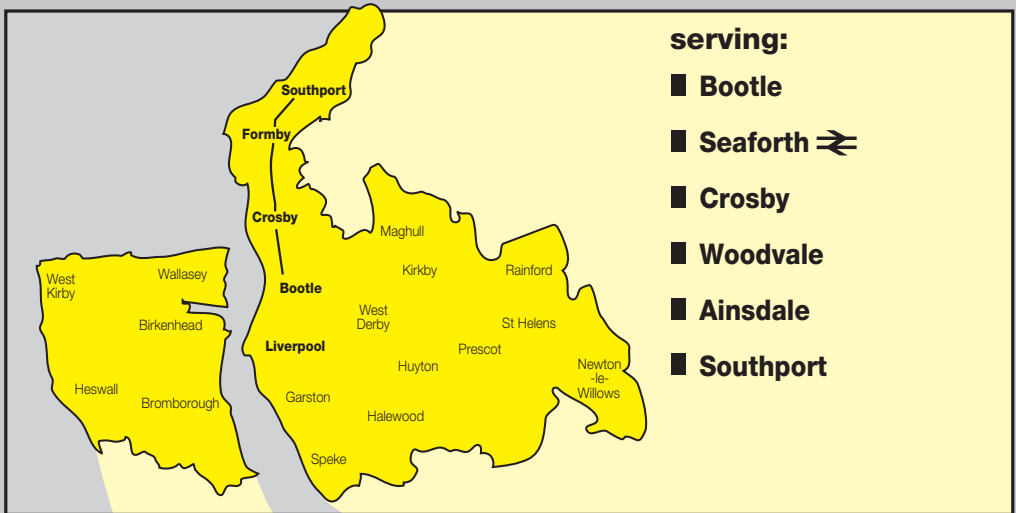 Southport
Formby
Crosby
Bootle
Liverpool
Maghull
Kirkby
Rainford
West
Derby
St Helens
Prescot
Huyton
Newton
-le-
Willows
Garston
Halewood
Speke
West
Kirby
Wallasey
Birkenhead
Heswall
Bromborough
serving:
Bootle
Seaforth
Crosby
Woodvale
Ainsdale
Southport